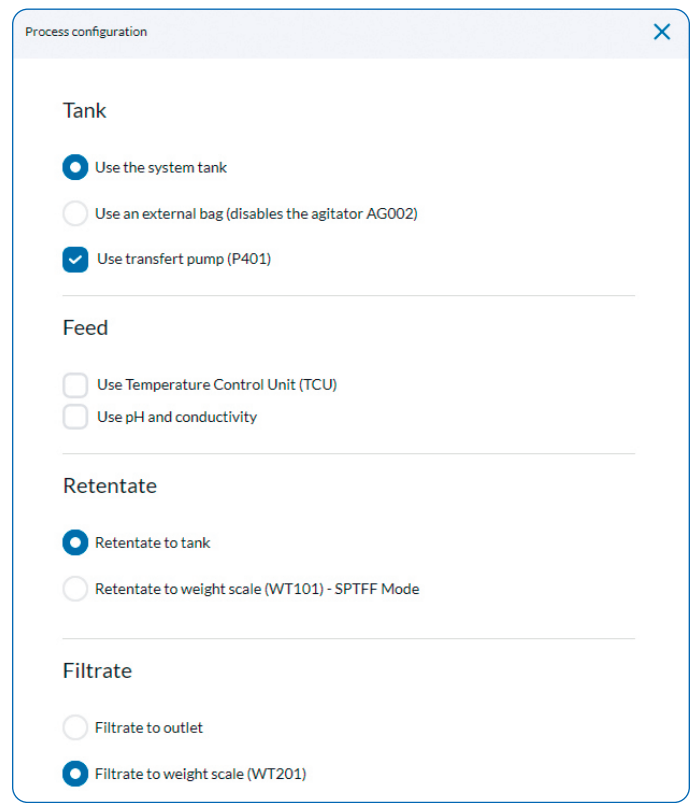 Process configuration
Tank
Use the system tank
Use an external bag (disables the agitator AG002)
Use transfert pump (P401)
Feed
Use Temperature Control Unit (TCU)
Use pH and conductivity
Retentate
Retentate to tank
Retentate to weight scale (WT101) - SPTFF Mode
Filtrate
Filtrate to outlet
Filtrate to weight scale (WT201)